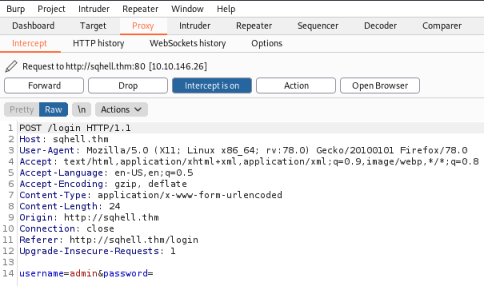 Burp Project Intruder Repeater Window Help
Dashboard Target Proxy Intruder Repeater Sequencer Decoder Comparer
Intercept HTTP history WebSockets history Options
Request to http://sqhell.thm:80 [10.10.146.26]
Forward Drop Intercept is on Action Open Browser
Pretty Raw \n Actions
1 POST /login HTTP/1.1
2 Host: sqhell.thm
3 User-Agent: Mozilla/5.0 (X11; Linux x86_64; rv:78.0) Gecko/20100101 Firefox/78.0
4 Accept: text/html,application/xhtml+xml,application/xml;q=0.9,image/webp,*/*;q=0.8
5 Accept-Language: en-US,en;q=0.5
6 Accept-Encoding: gzip, deflate
7 Content-Type: application/x-www-form-urlencoded
8 Content-Length: 24
9 Origin: http://sqhell.thm
10 Connection: close
11 Referer: http://sqhell.thm/login
12 Upgrade-Insecure-Requests: 1
13
14 username=admin&password=